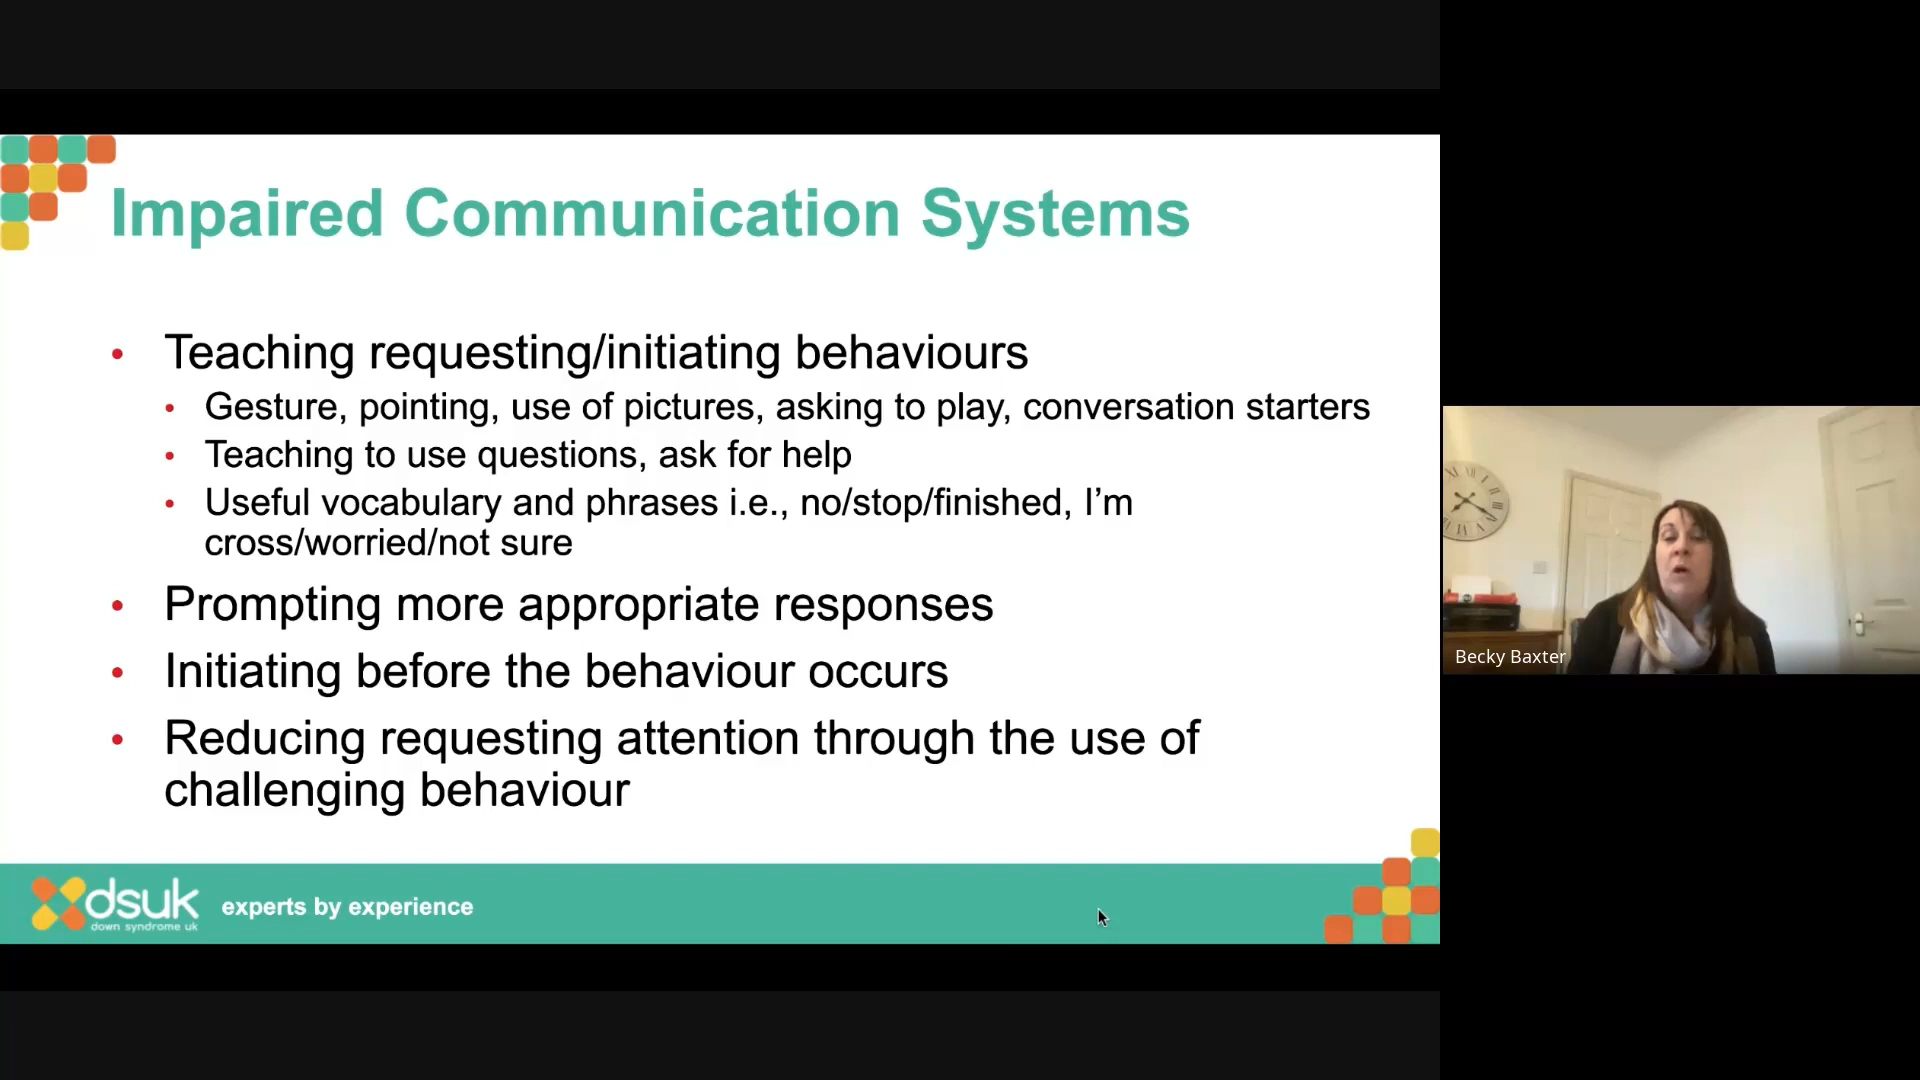 Impaired Communication Systems
• Teaching requesting/initiating behaviours
• Gesture, pointing, use of pictures, asking to play, conversation starters
• Teaching to use questions, ask for help
• Useful vocabulary and phrases i.e., no/stop/finished, I’m
cross/worried/not sure
• Prompting more appropriate responses
• Initiating before the behaviour occurs
• Reducing requesting attention through the use of
challenging behaviour
dsuk
down syndrome uk
experts by experience
Becky Baxter